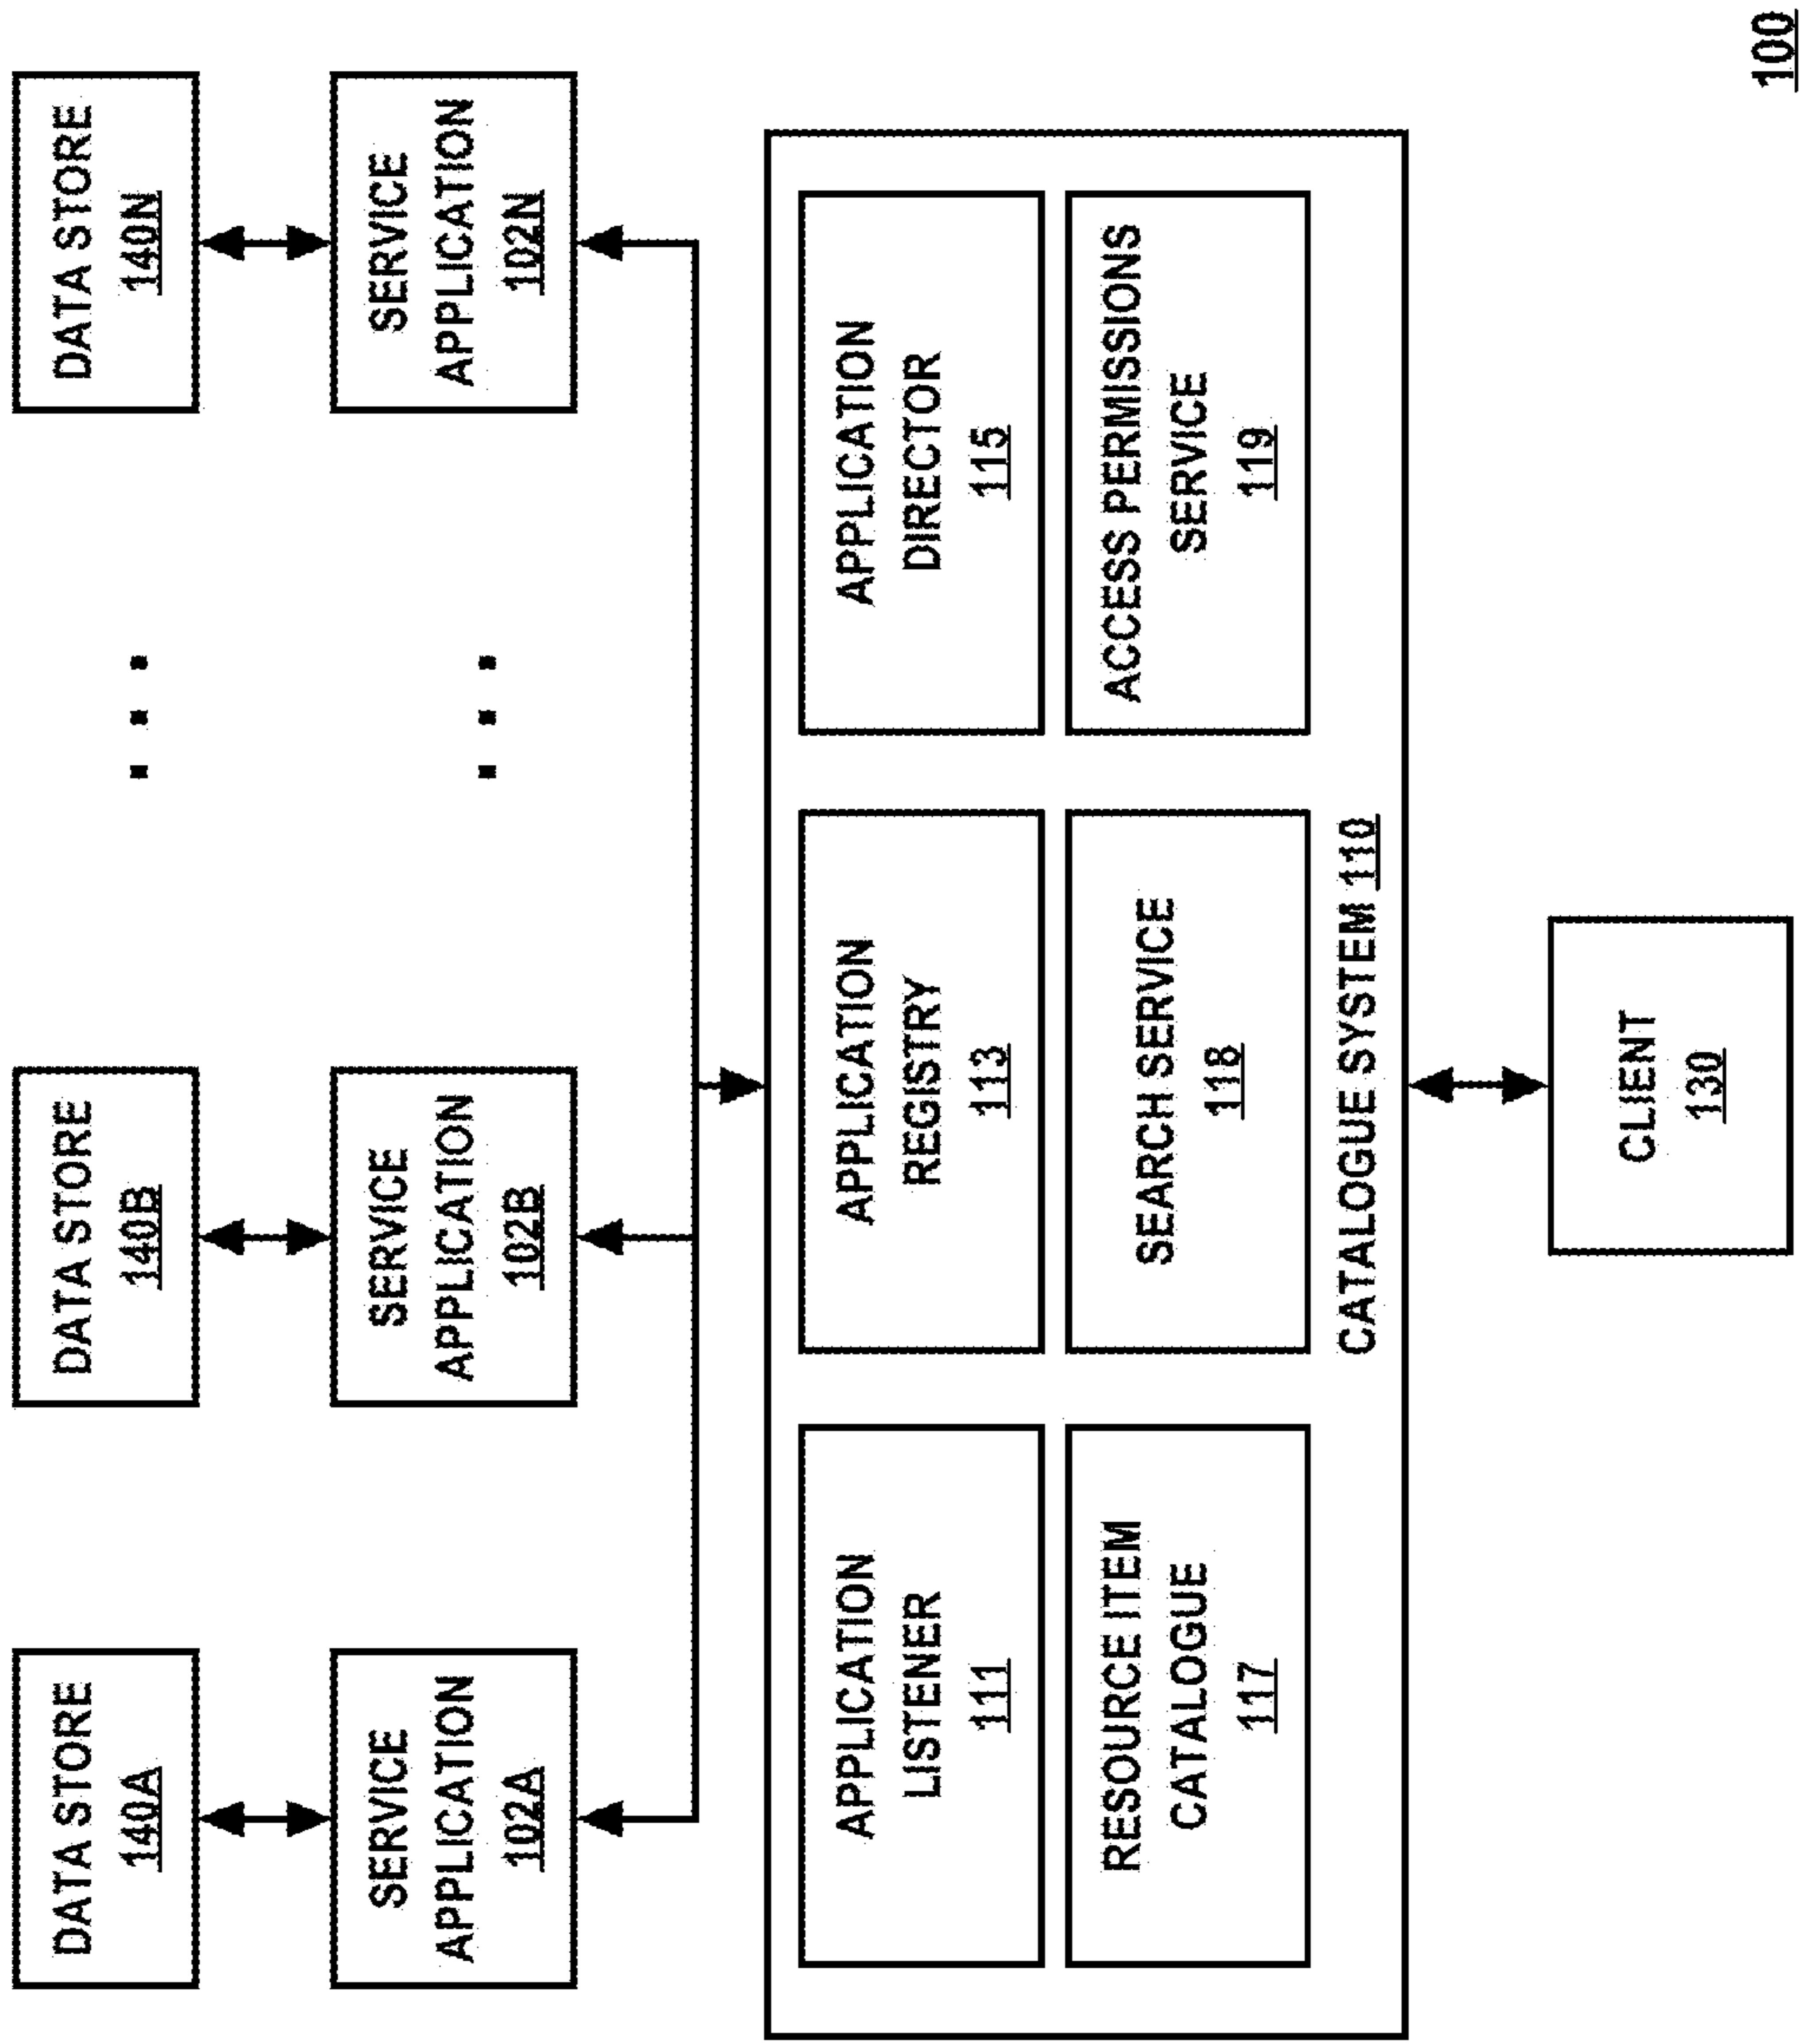 DATA STORE
140A
DATA STORE
140B
DATA STORE
140N
SERVICE
APPLICATION
102A
SERVICE
APPLICATION
102B
SERVICE
APPLICATION
102N
APPLICATION
LISTENER
111
APPLICATION
REGISTRY
113
APPLICATION
DIRECTOR
115
RESOURCE ITEM
CATALOGUE
117
SEARCH SERVICE
118
ACCESS PERMISSIONS
SERVICE
119
CATALOGUE SYSTEM 110
CLIENT
130
100